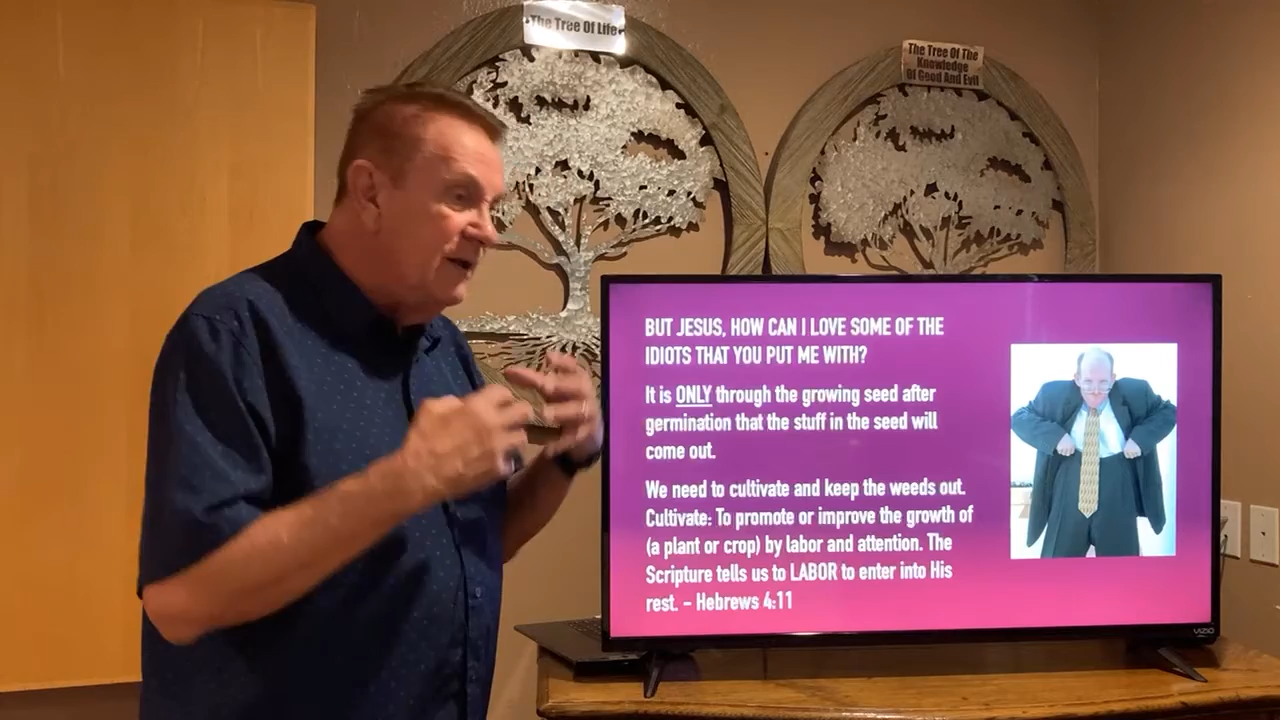 The Tree Of Life
The Tree Of The
Knowledge
Of Good And Evil
BUT JESUS, HOW CAN I LOVE SOME OF THE
IDIOTS THAT YOU PUT ME WITH?
It is ONLY through the growing seed after
germination that the stuff in the seed will
come out.
We need to cultivate and keep the weeds out.
Cultivate: To promote or improve the growth of
(a plant or crop) by labor and attention. The
Scripture tells us to LABOR to enter into His
rest. – Hebrews 4:11
VIZIO